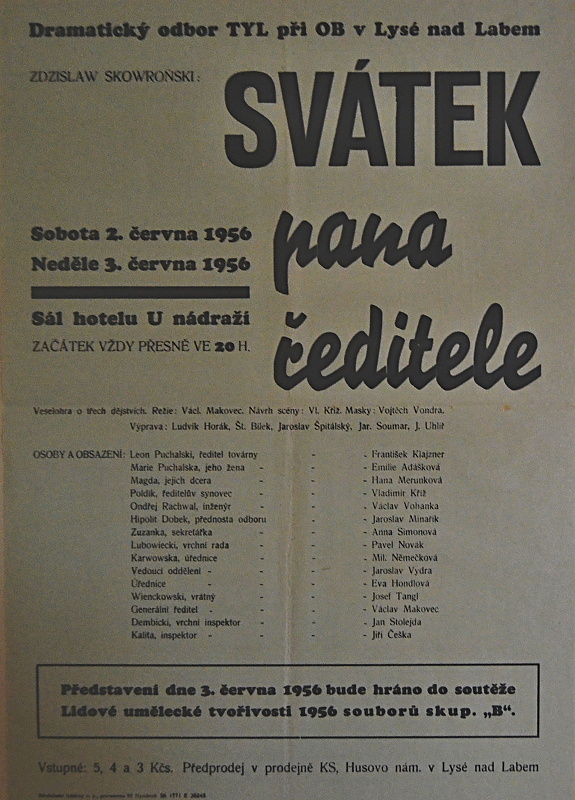 Dramatický odbor TYL při OB v Lysé nad Labem
ZDZISLAW SKOWROŃSKI:
SVÁTEK
pana
ředitele
Sobota 2. června 1956
Neděle 3. června 1956
Sál hotelu U nádraží
ZAČÁTEK VŽDY PŘESNĚ VE 20 H.
Veselohra o třech dějstvích. Režie: Václ. Makovec. Návrh scény: Vl. Kříž. Masky: Vojtěch Vondra.
Výprava: Ludvík Horák, Št. Bílek, Jaroslav Špitálský, Jar. Soumar, J. Uhlíř
OSOBY A OBSAZENÍ: Leon Puchalski, ředitel továrny - - František Klajzner
Marie Puchalska, jeho žena - - - Emilie Adášková
Magda, jejich dcera - - - Hana Merunková
Poldík, ředitelův synovec - - - Vladimír Kříž
Ondřej Rachwal, inženýr - - - Václav Vohanka
Hipolit Dobek, přednosta odboru - - Jaroslav Minařík
Zuzanka, sekretářka - - - Anna Šimonová
Lubowiecki, vrchní rada - - - Pavel Novák
Karwowska, úřednice - - - Mil. Němečková
Vedoucí oddělení - - - - Jaroslav Vydra
Úřednice - - - - Eva Hondlová
Wienckowski, vrátný - - - Josef Tangl
Generální ředitel - - - - Václav Makovec
Dembicki, vrchní inspektor - - - Jan Stolejda
Kalita, inspektor - - - - Jiří Češka
Představení dne 3. června 1956 bude hráno do soutěže
Lidové umělecké tvořivosti 1956 souborů skup. „B“.
Vstupné: 5, 4 a 3 Kčs. Předprodej v prodejně KS, Husovo nám. v Lysé nad Labem